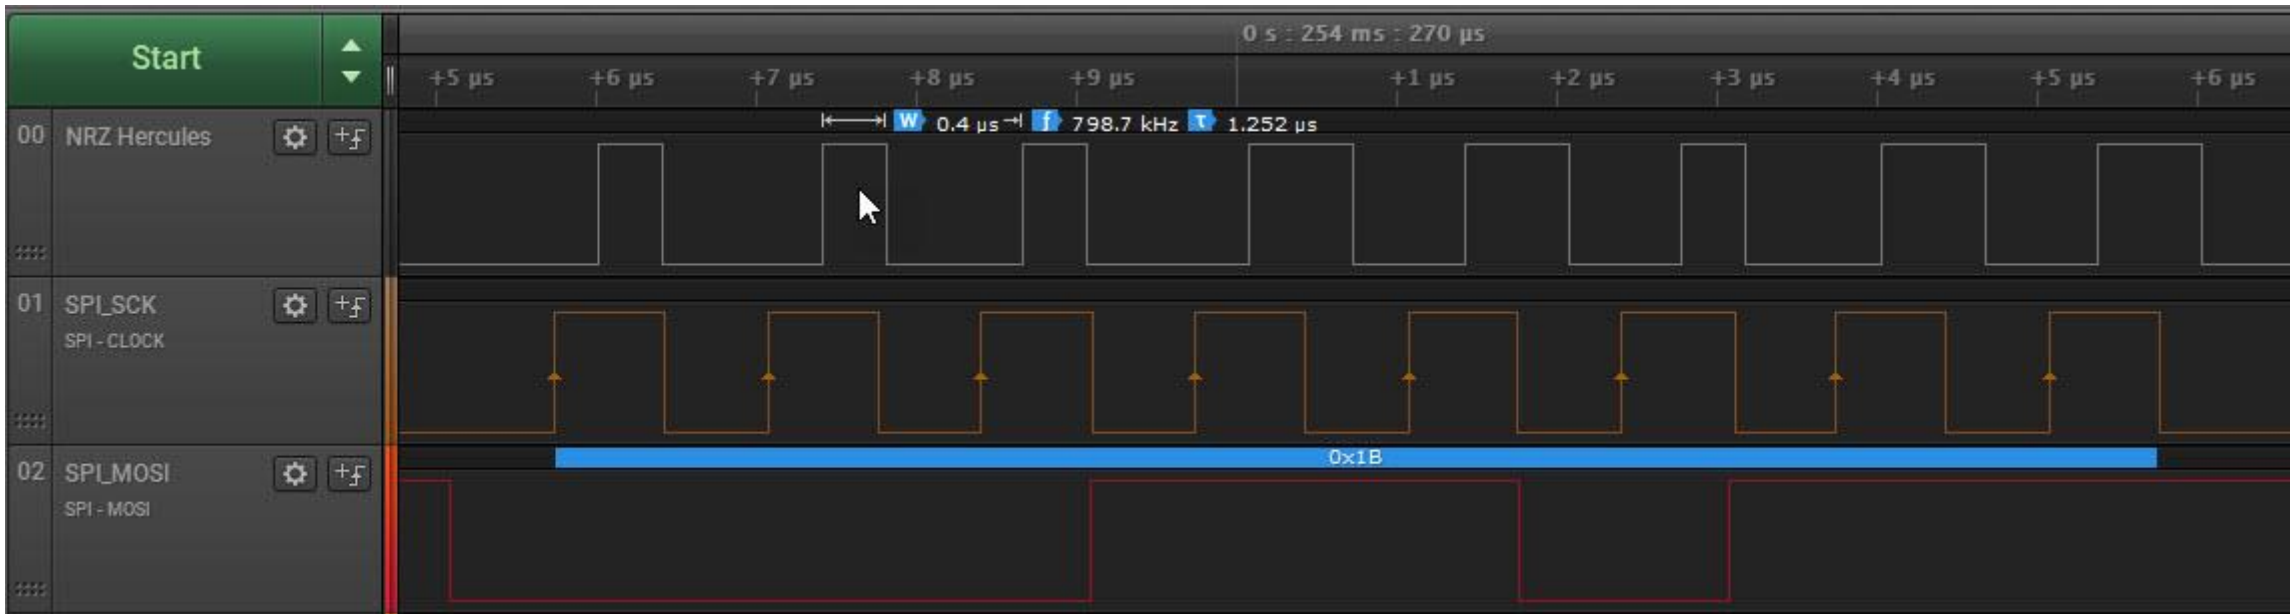 Start
0 s : 254 ms : 270 µs
+5 µs +6 µs +7 µs +8 µs +9 µs +1 µs +2 µs +3 µs +4 µs +5 µs +6 µs
00 NRZ Hercules
W 0.4 µs f 798.7 kHz T 1.252 µs
01 SPI_SCK
SPI - CLOCK
02 SPI_MOSI
SPI - MOSI
0x1B